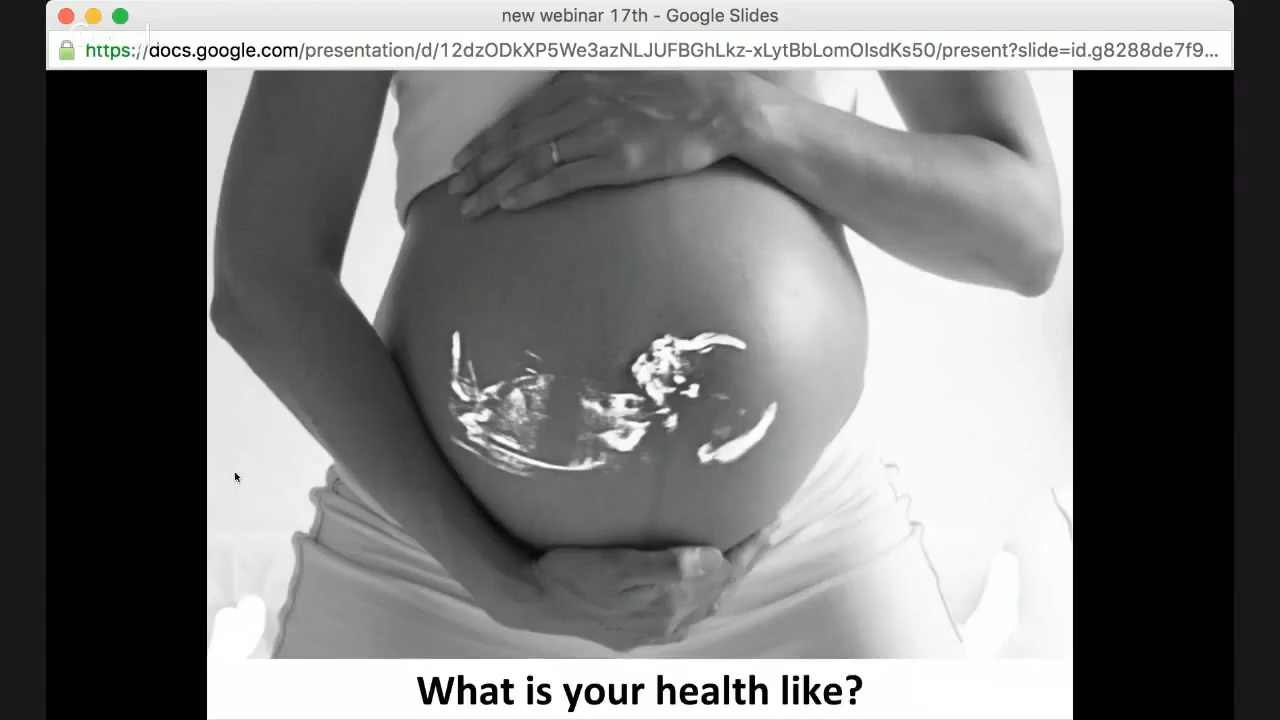 new webinar 17th - Google Slides
https://docs.google.com/presentation/d/12dzODkXP5We3azNLJUFBGhLkz-xLytBbLomOIsdKs50/present?slide=id.g8288de7f9...
What is your health like?